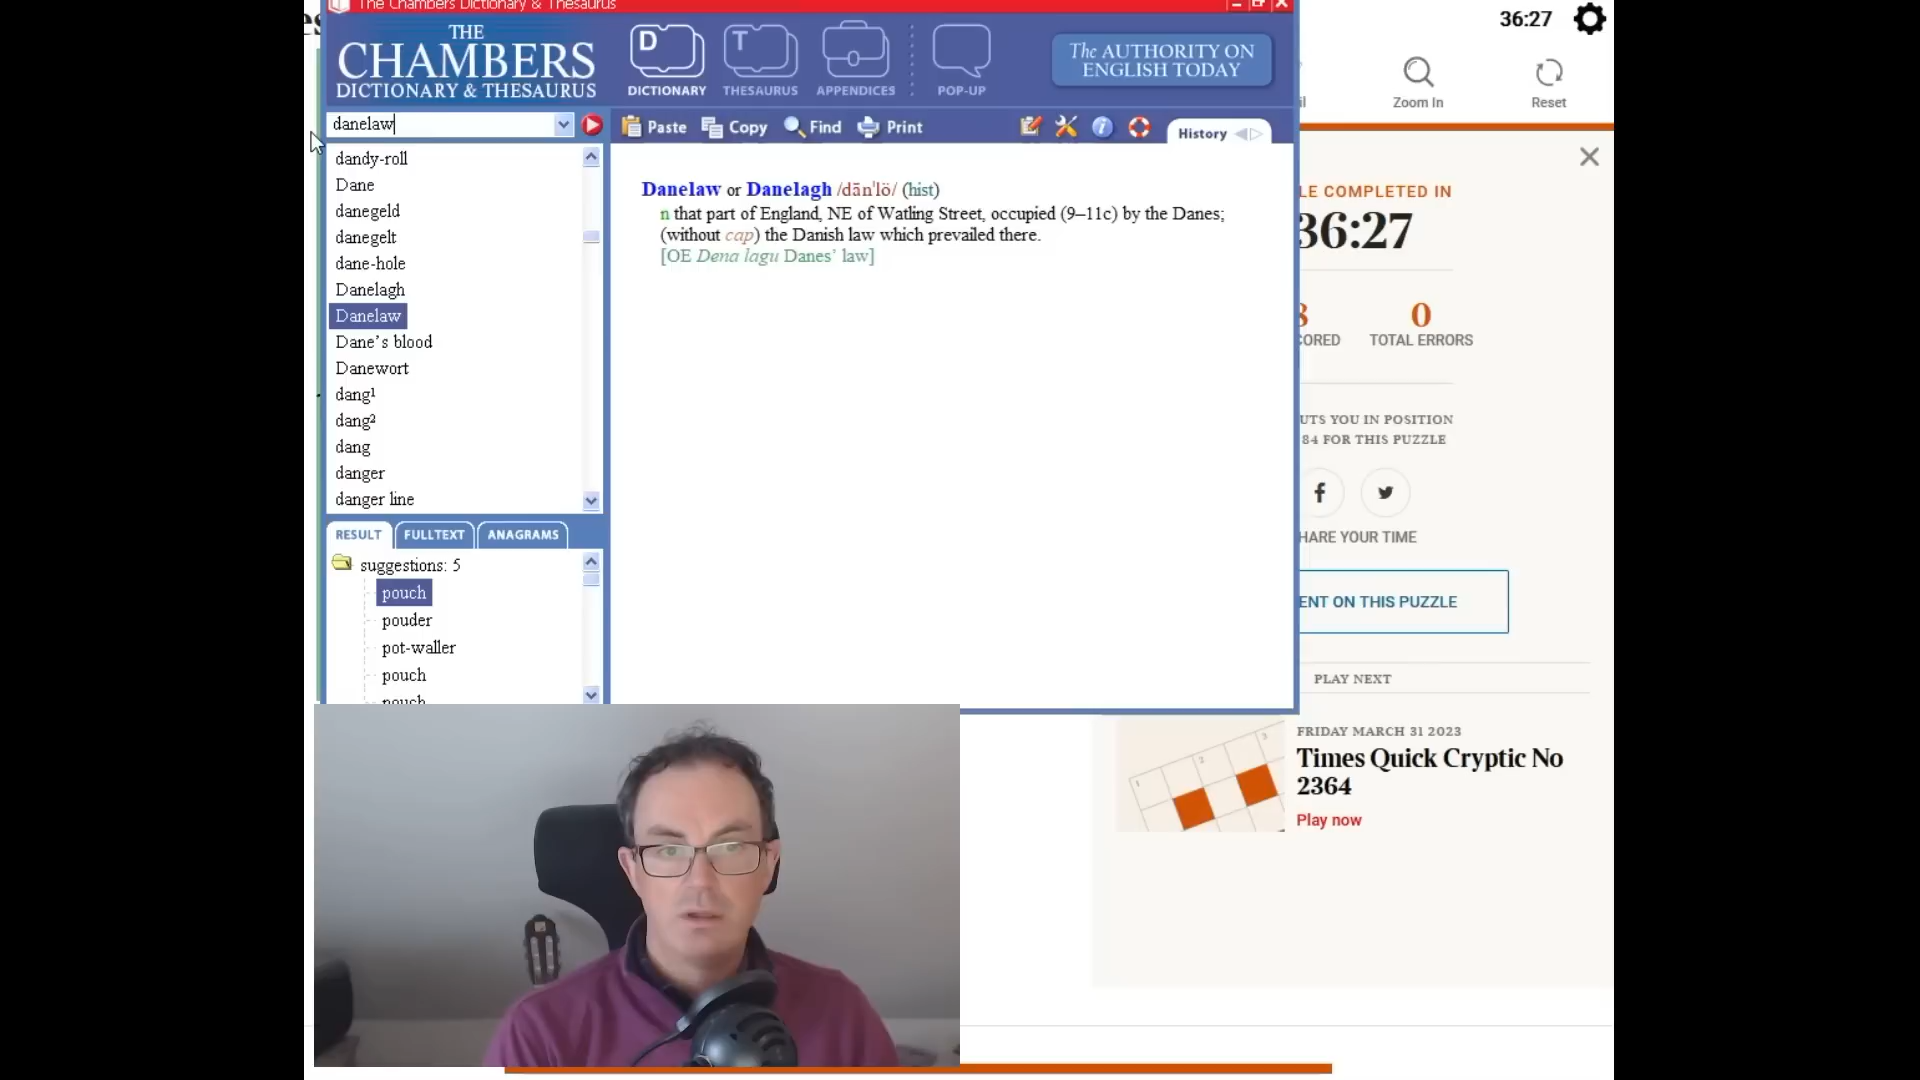 The Chambers Dictionary & Thesaurus
36:27
THE
CHAMBERS
DICTIONARY & THESAURUS
D
DICTIONARY
T
THESAURUS
APPENDICES
POP-UP
The AUTHORITY ON
ENGLISH TODAY
Zoom In
Reset
danelaw
Paste
Copy
Find
Print
History
dandy-roll
Dane
danegeld
danegelt
dane-hole
Danelagh
Danelaw
Dane's blood
Danewort
dang¹
dang²
dang
danger
danger line
Danelaw or Danelagh /dān'lö/ (hist)
n that part of England, NE of Watling Street, occupied (9–11c) by the Danes;
(without cap) the Danish law which prevailed there.
[OE Dena lagu Danes' law]
RESULT
FULLTEXT
ANAGRAMS
suggestions: 5
pouch
pouder
pot-waller
pouch
pouch
LE COMPLETED IN
36:27
0
ORED
TOTAL ERRORS
UTS YOU IN POSITION
84 FOR THIS PUZZLE
HARE YOUR TIME
ENT ON THIS PUZZLE
PLAY NEXT
1
2
3
FRIDAY MARCH 31 2023
Times Quick Cryptic No
2364
Play now